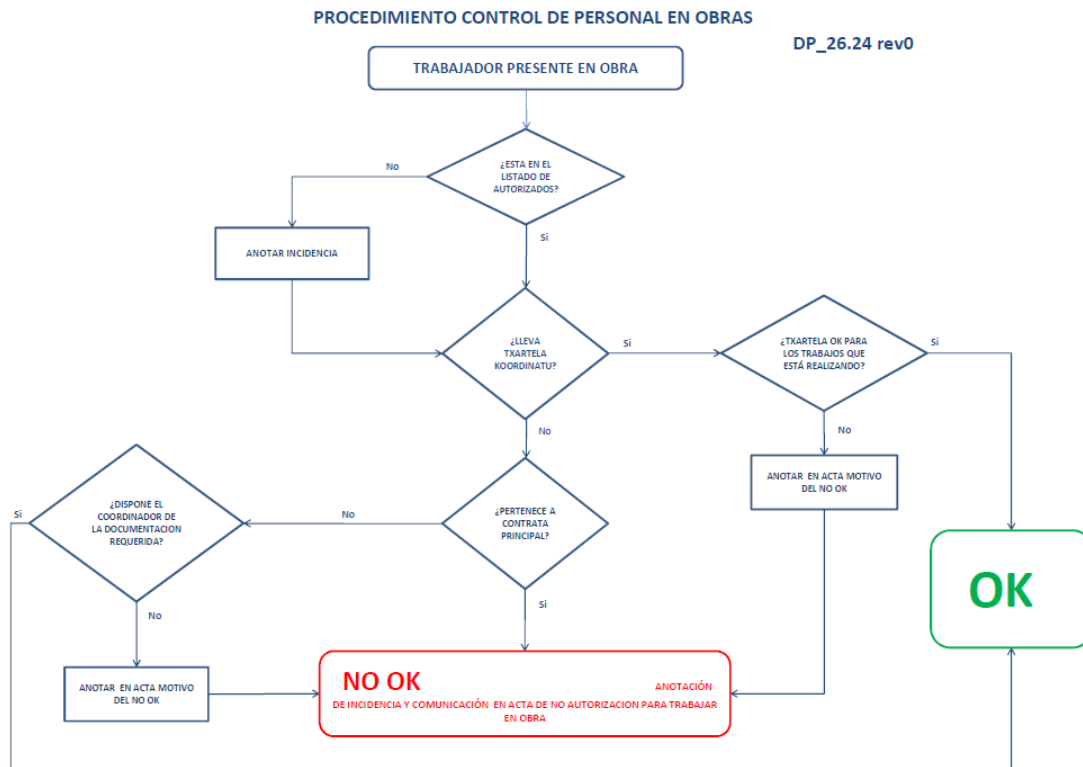 PROCEDIMIENTO CONTROL DE PERSONAL EN OBRAS
DP_26.24 rev0
TRABAJADOR PRESENTE EN OBRA
¿ESTA EN EL
LISTADO DE
AUTORIZADOS?
No
Si
ANOTAR INCIDENCIA
¿LLEVA
TXARTELA
KOORDINATU?
Si
¿TXARTELA OK PARA
LOS TRABAJOS QUE
ESTÁ REALIZANDO?
Si
No
No
ANOTAR EN ACTA MOTIVO
DEL NO OK
¿PERTENECE A
CONTRATA
PRINCIPAL?
No
Si
¿DISPONE EL
COORDINADOR DE
LA DOCUMENTACION
REQUERIDA?
Si
No
ANOTAR EN ACTA MOTIVO
DEL NO OK
OK
NO OK ANOTACIÓN
DE INCIDENCIA Y COMUNICACIÓN EN ACTA DE NO AUTORIZACION PARA TRABAJAR
EN OBRA